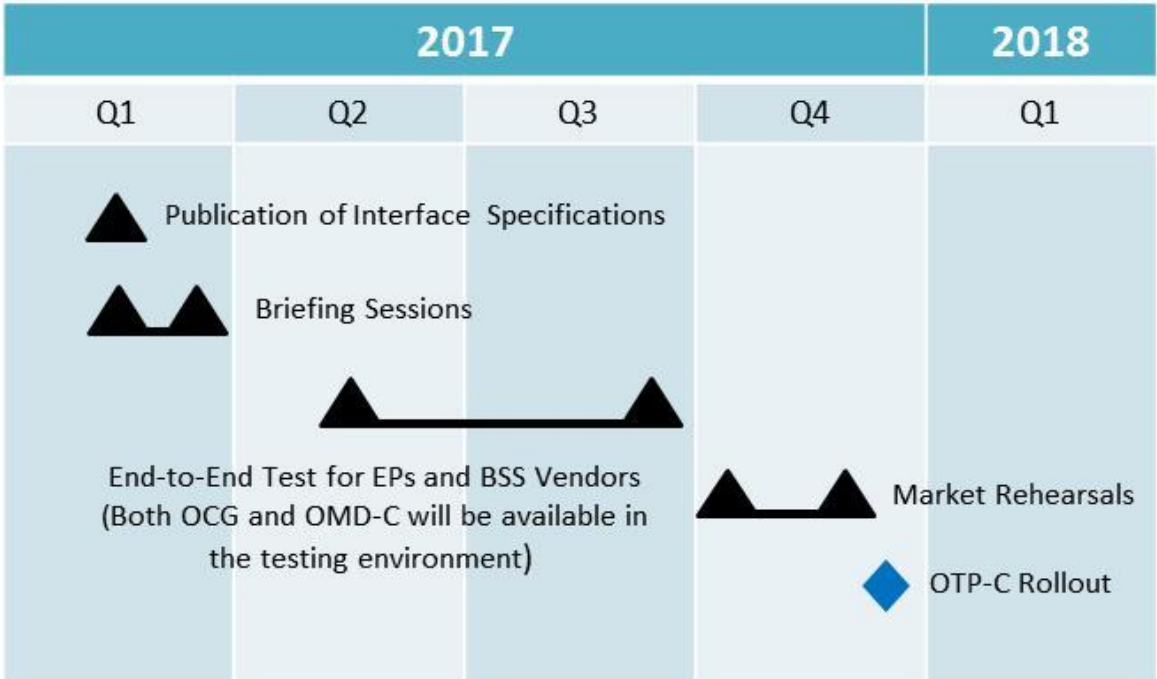 2017 2018
Q1 Q2 Q3 Q4 Q1
Publication of Interface Specifications
Briefing Sessions
End-to-End Test for EPs and BSS Vendors
(Both OCG and OMD-C will be available in
the testing environment)
Market Rehearsals
OTP-C Rollout